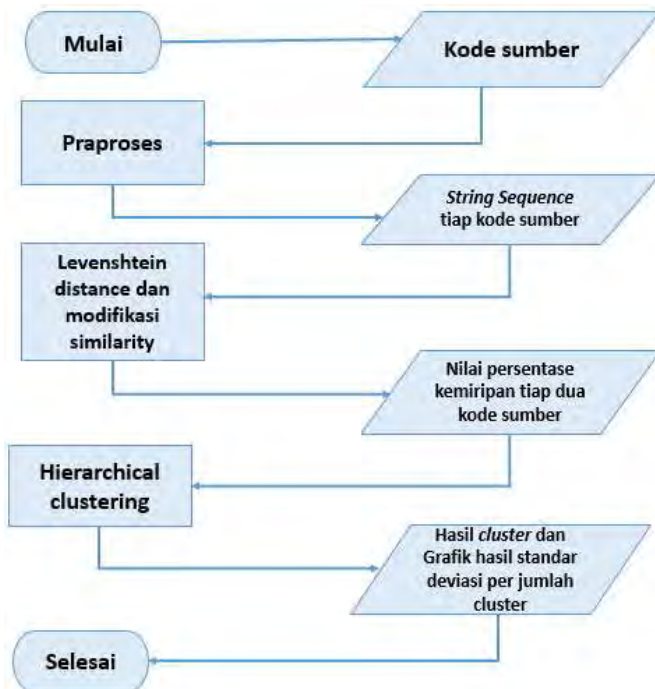 Mulai
Kode sumber
Praproses
String Sequence
tiap kode sumber
Levenshtein
distance dan
modifikasi
similarity
Nilai persentase
kemiripan tiap dua
kode sumber
Hierarchical
clustering
Hasil cluster dan
Grafik hasil standar
deviasi per jumlah
cluster
Selesai